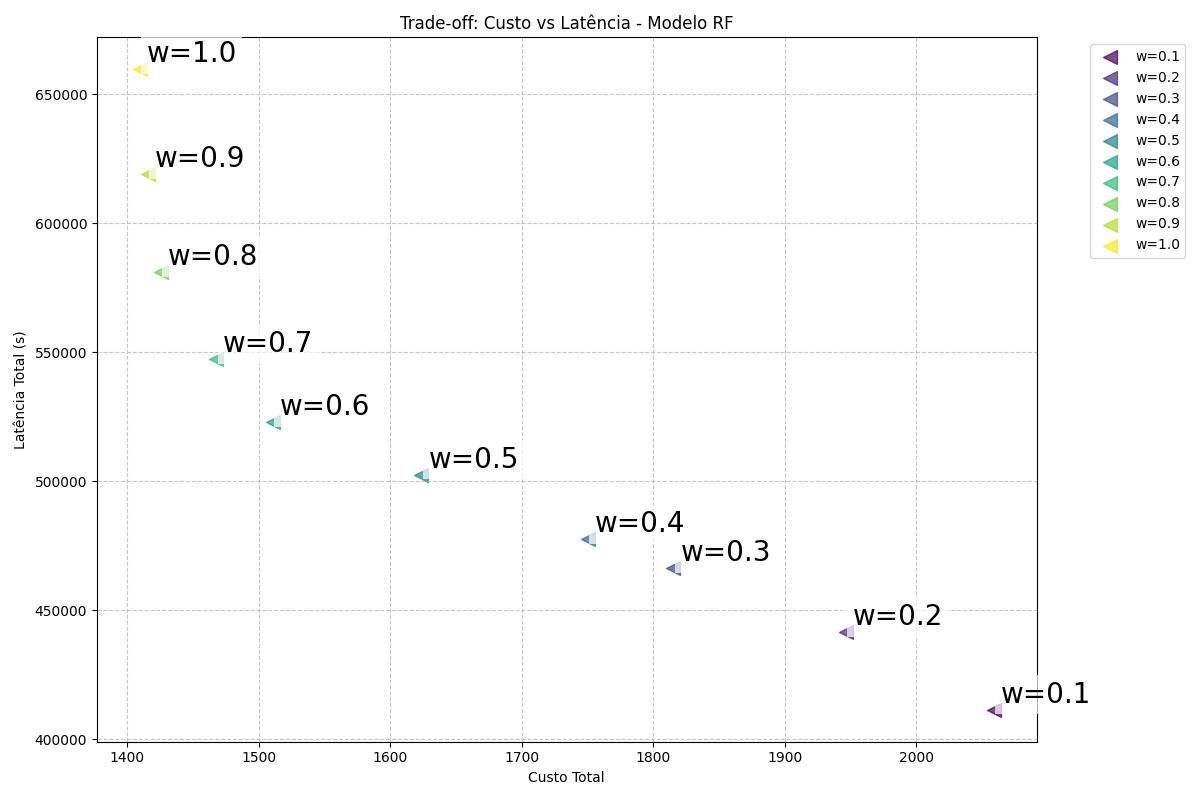 Trade-off: Custo vs Latência - Modelo RF
w=1.0
w=0.9
w=0.8
w=0.7
w=0.6
w=0.5
w=0.4
w=0.3
w=0.2
w=0.1
650000
600000
550000
500000
450000
400000
Latência Total (s)
1400 1500 1600 1700 1800 1900 2000
Custo Total
w=0.1
w=0.2
w=0.3
w=0.4
w=0.5
w=0.6
w=0.7
w=0.8
w=0.9
w=1.0